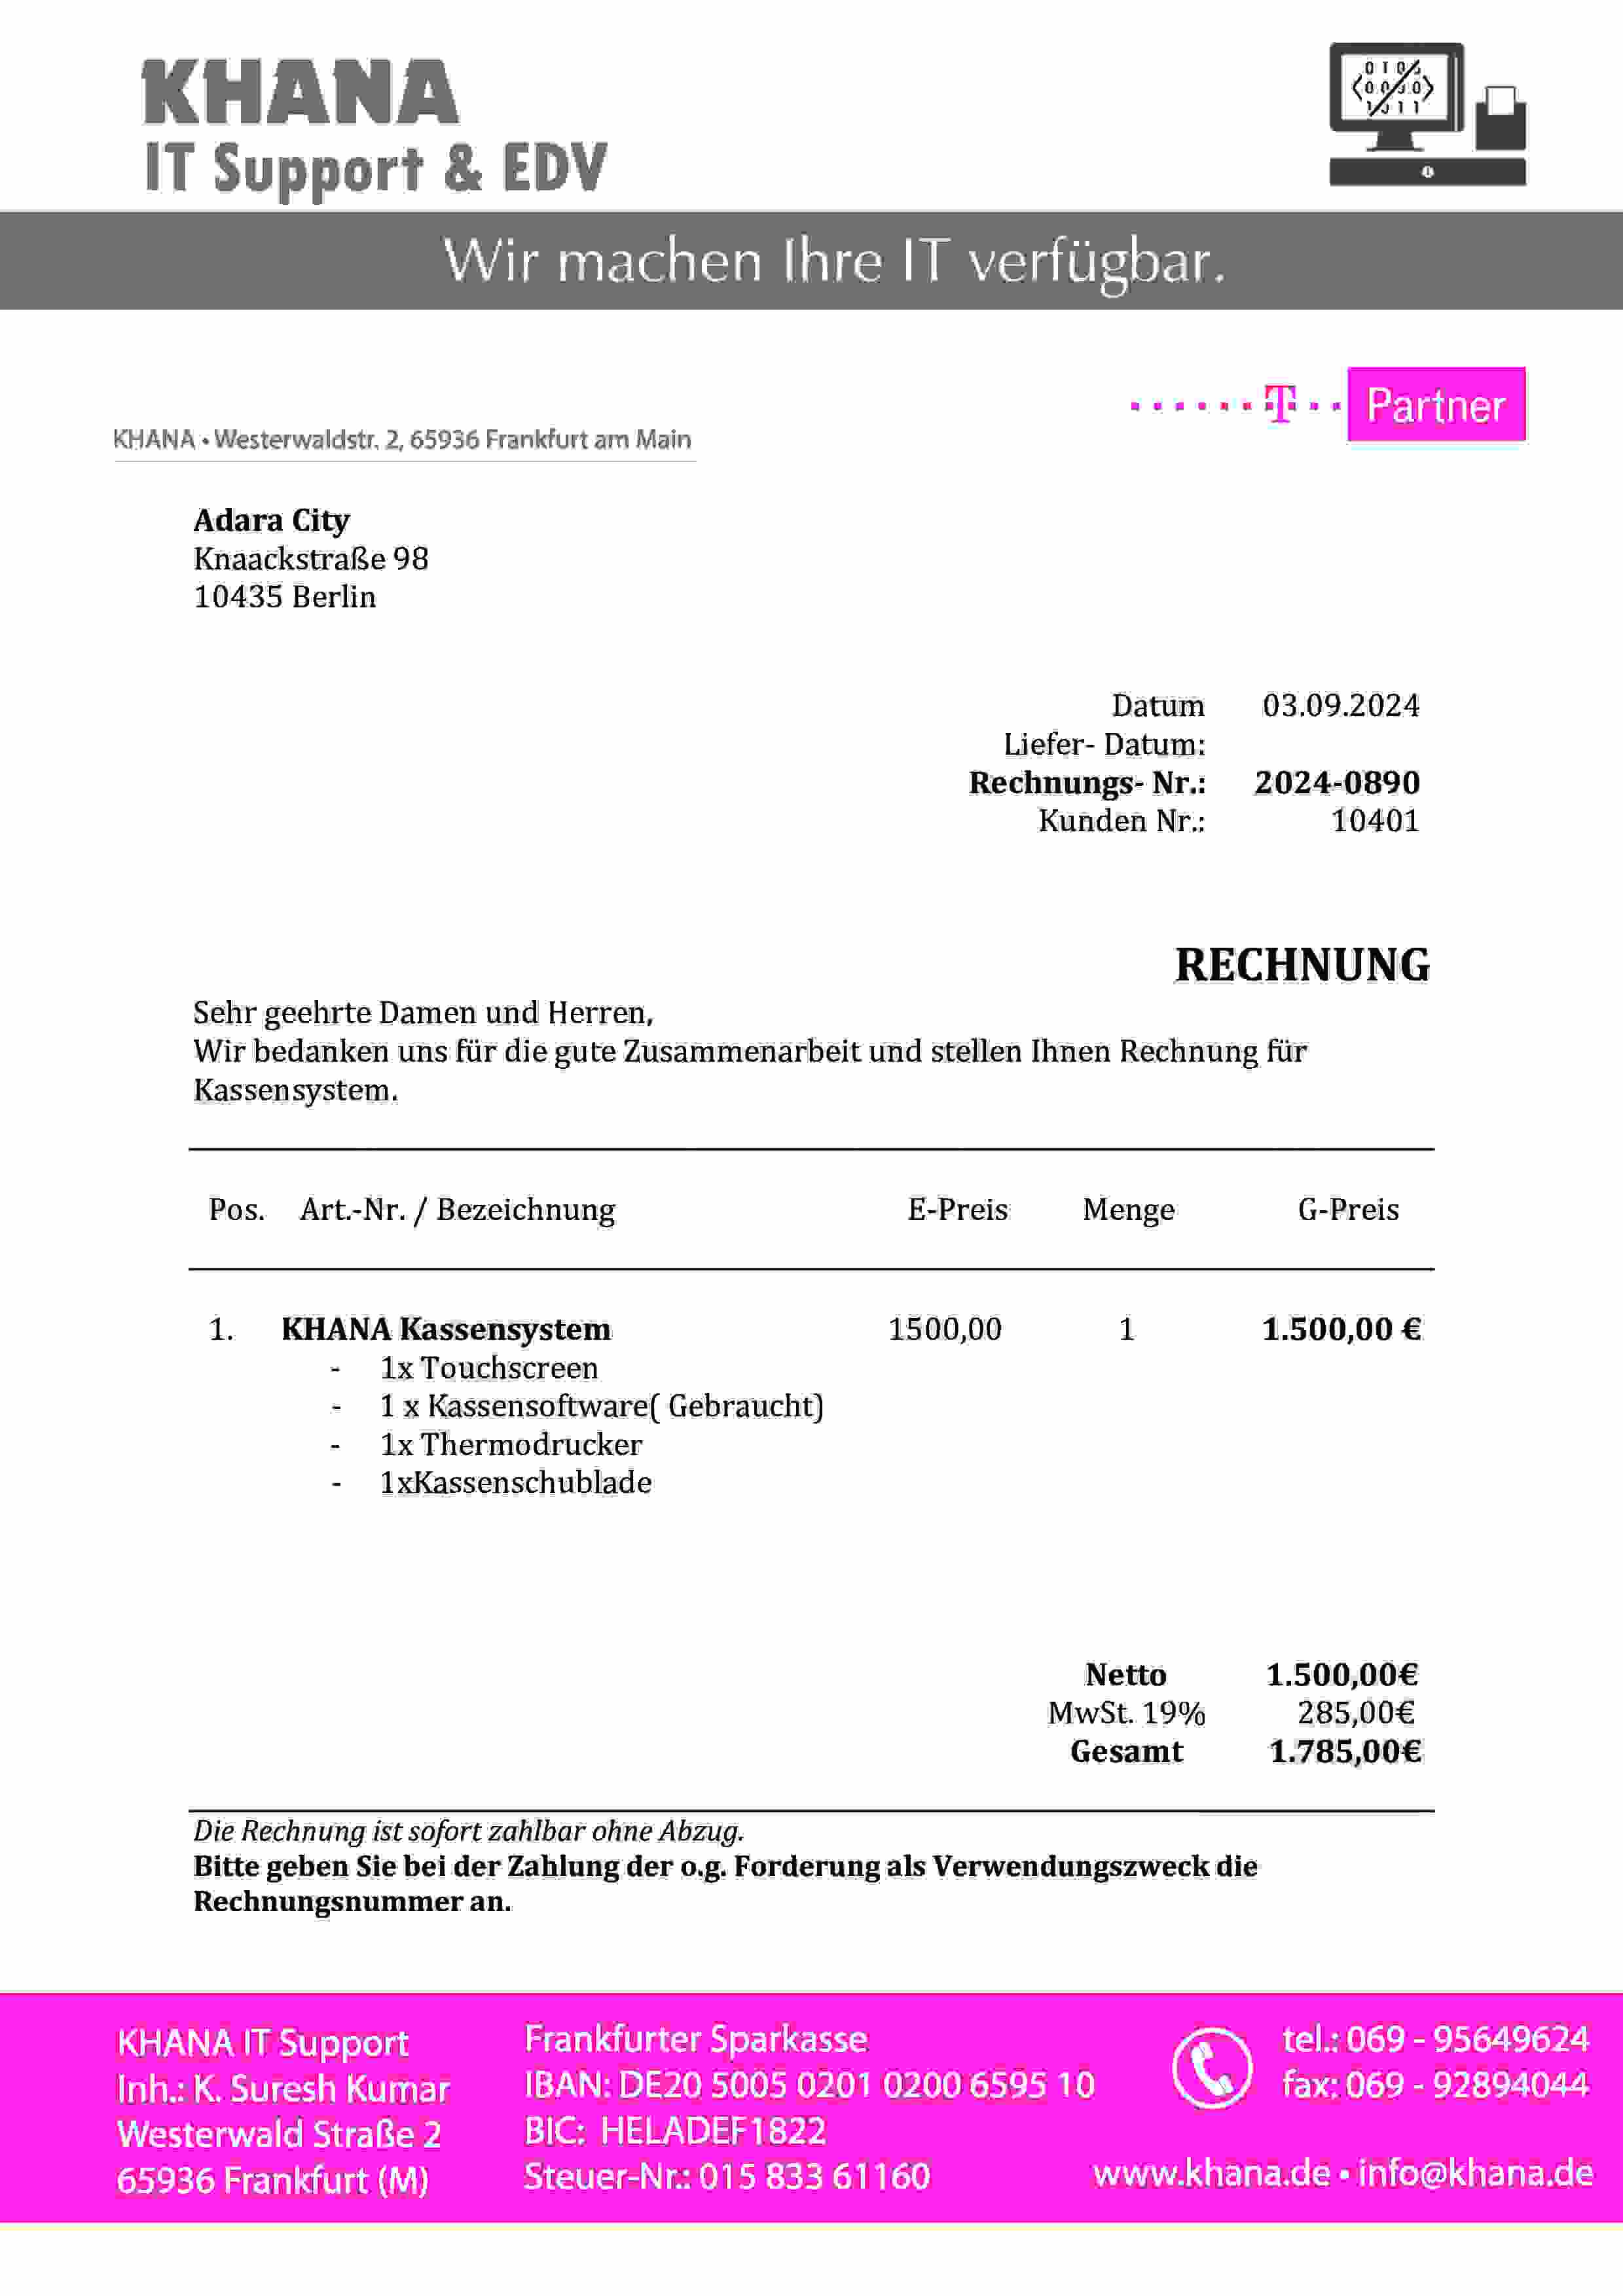 KHANA
IT Support & EDV
Wir machen Ihre IT verfügbar.
T Partner
KHANA • Westerwaldstr. 2, 65936 Frankfurt am Main
Adara City
Knaackstraße 98
10435 Berlin
Datum 03.09.2024
Liefer- Datum:
Rechnungs- Nr.: 2024-0890
Kunden Nr.: 10401
RECHNUNG
Sehr geehrte Damen und Herren,
Wir bedanken uns für die gute Zusammenarbeit und stellen Ihnen Rechnung für
Kassensystem.
Pos. Art.-Nr. / Bezeichnung E-Preis Menge G-Preis
1. KHANA Kassensystem 1500,00 1 1.500,00 €
- 1x Touchscreen
- 1 x Kassensoftware( Gebraucht)
- 1x Thermodrucker
- 1xKassenschublade
Netto 1.500,00€
MwSt. 19% 285,00€
Gesamt 1.785,00€
Die Rechnung ist sofort zahlbar ohne Abzug.
Bitte geben Sie bei der Zahlung der o.g. Forderung als Verwendungszweck die
Rechnungsnummer an.
KHANA IT Support
Inh.: K. Suresh Kumar
Westerwald Straße 2
65936 Frankfurt (M)
Frankfurter Sparkasse
IBAN: DE20 5005 0201 0200 6595 10
BIC: HELADEF1822
Steuer-Nr.: 015 833 61160
tel.: 069 - 95649624
fax: 069 - 92894044
www.khana.de • info@khana.de